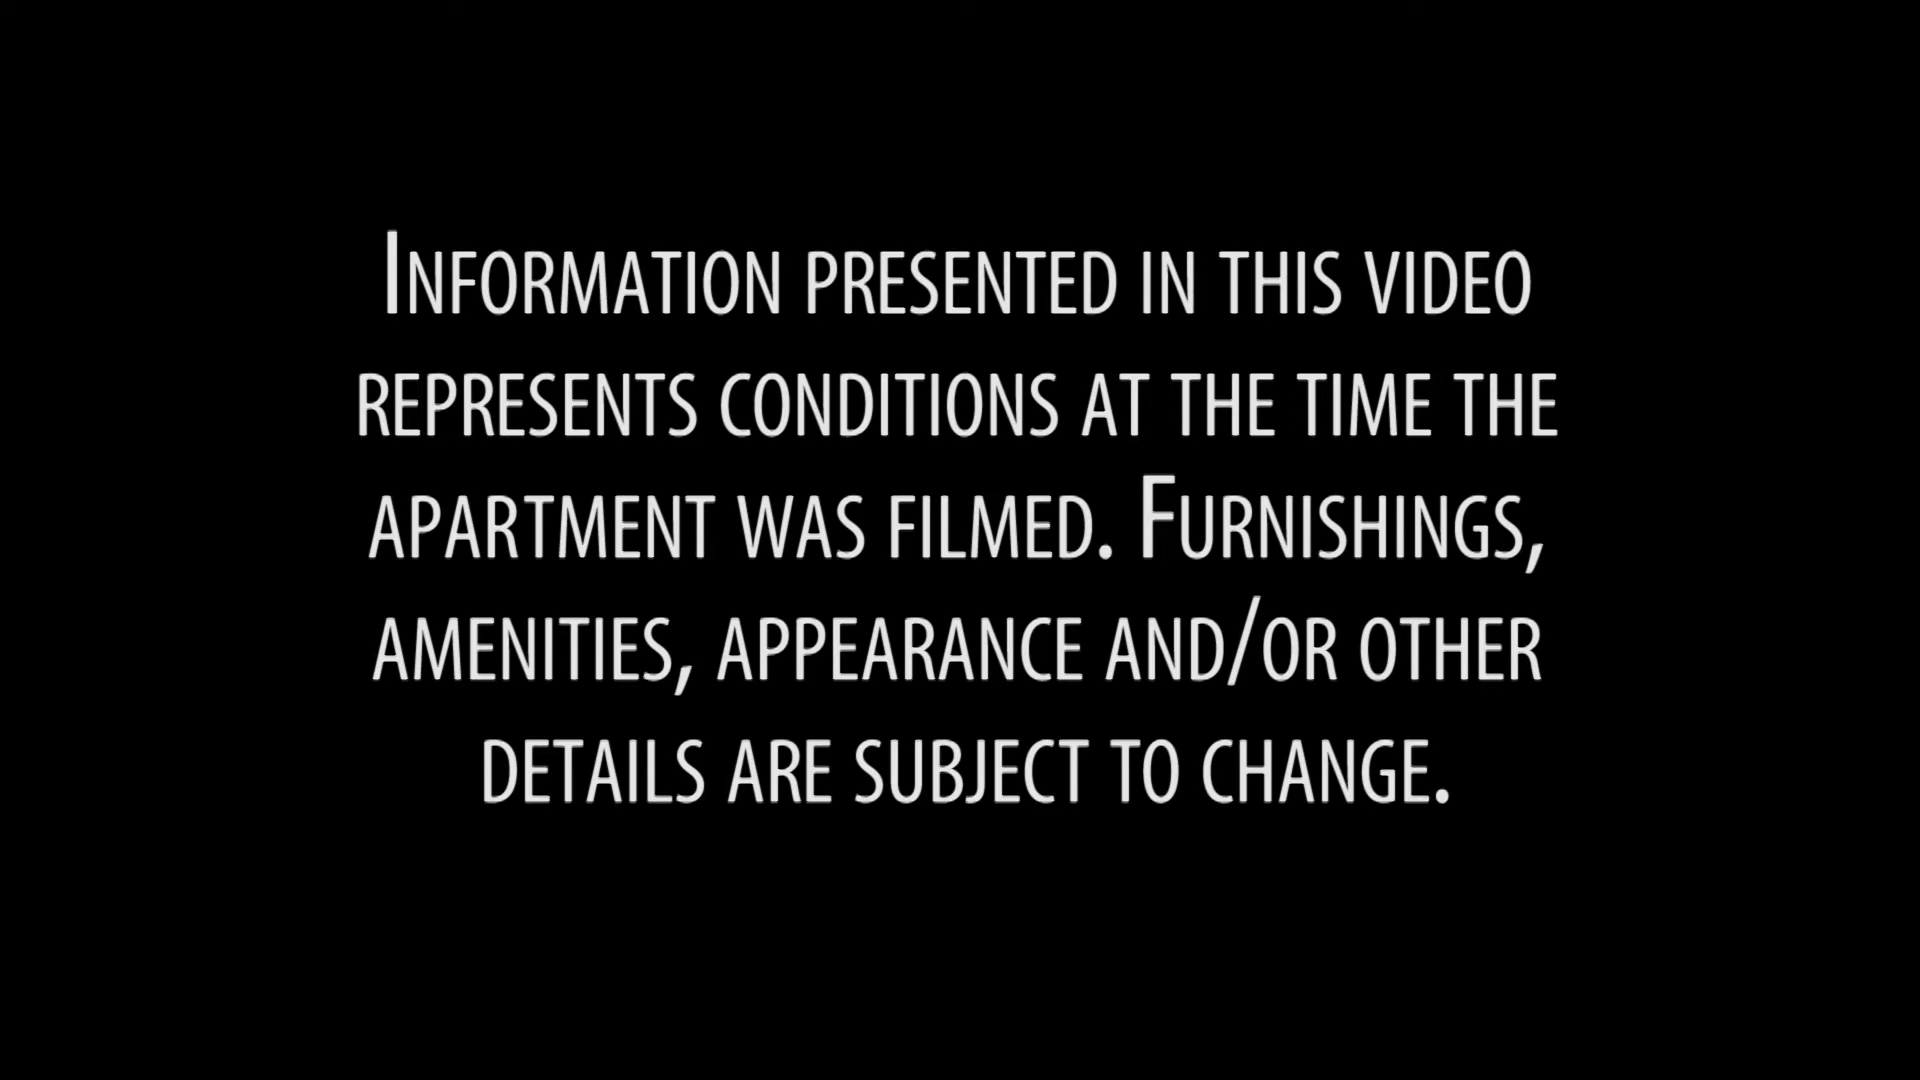 Information presented in this video
represents conditions at the time the
apartment was filmed. Furnishings,
amenities, appearance and/or other
details are subject to change.